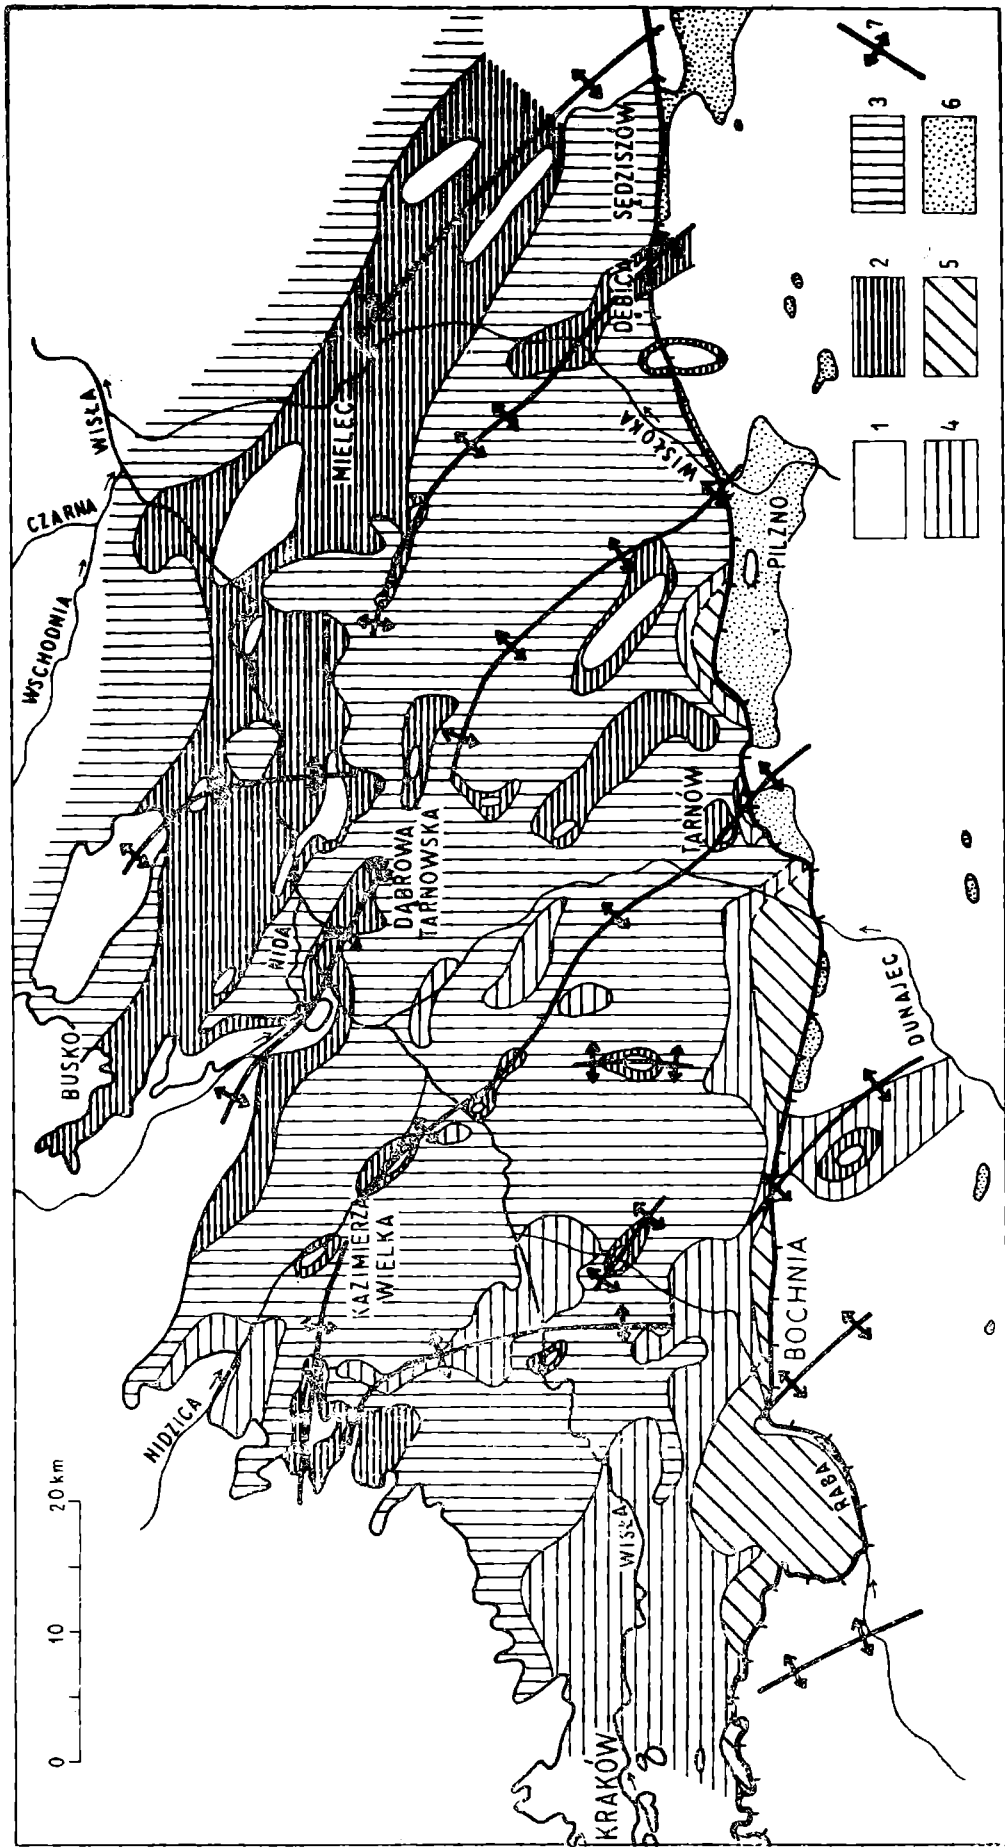 0 10 20 km
NIDZICA
BUSKO
WSCHODNIA
CZARNA
WISŁA
NIDA
MIELEC
KAZIMIERZA
WIELKA
DĄBROWA
TARNOWSKA
KRAKÓW
WISŁA
WISŁOKA
DĘBICA
SĘDZISZÓW
TARNÓW
PILZNO
BOCHNIA
RABA
DUNAJEC
1
2
3
4
5
6
7